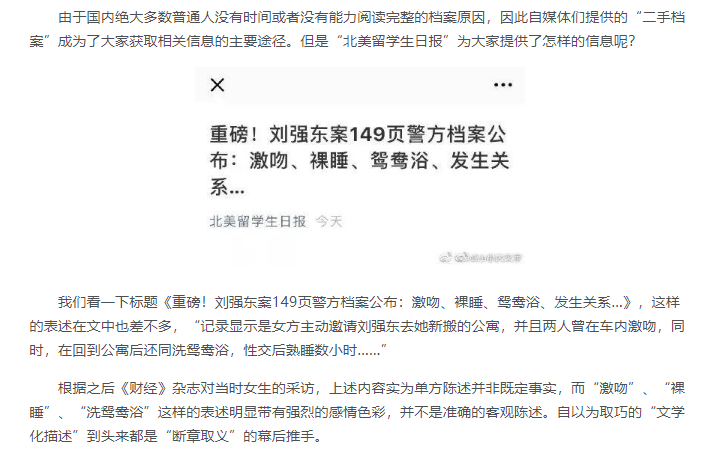 由于国内绝大多数普通人没有时间或者没有能力阅读完整的档案原因，因此自媒体们提供的“二手档
案”成为了大家获取相关信息的主要途径。但是“北美留学生日报”为大家提供了怎样的信息呢？
重磅！刘强东案149页警方档案公
布：激吻、裸睡、鸳鸯浴、发生关
系...
北美留学生日报 今天
我们看一下标题《重磅！刘强东案149页警方档案公布：激吻、裸睡、鸳鸯浴、发生关系...》，这样
的表述在文中也差不多，“记录显示是女方主动邀请刘强东去她新搬的公寓，并且两人曾在车内激吻，同
时，在回到公寓后还同洗鸳鸯浴，性交后熟睡数小时......”
根据之后《财经》杂志对当时女生的采访，上述内容实为单方陈述并非既定事实，而“激吻”、“裸
睡”、“洗鸳鸯浴”这样的表述明显带有强烈的感情色彩，并不是准确的客观陈述。自以为取巧的“文学
化描述”到头来都是“断章取义”的幕后推手。